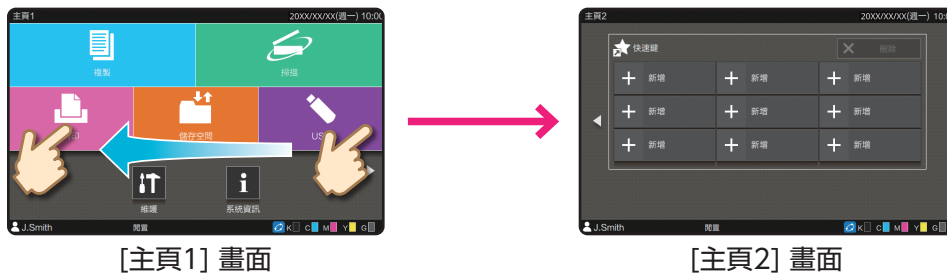 主頁1 20XX/XX/XX(週一) 10:00
複製 掃描
儲存空間 US
維護 系統資訊
J.Smith 閒置 K C M Y G
[主頁1] 畫面
主頁2 20XX/XX/XX(週一) 10:0
快速鍵 刪除
新增 新增 新增
新增 新增 新增
新增 新增 新增
J.Smith 閒置 K C M Y G
[主頁2] 畫面